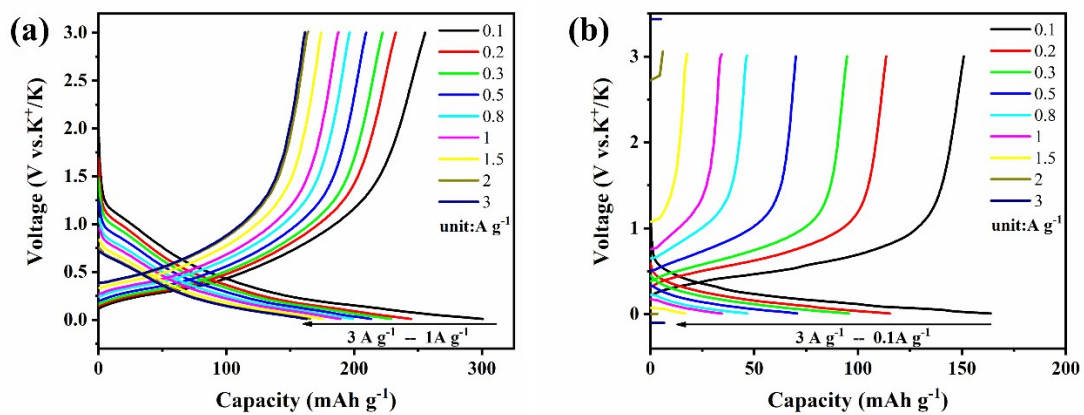 (a)
3.0
2.5
2.0
1.5
1.0
0.5
0.0
Voltage (V vs.K⁺/K)
0.1
0.2
0.3
0.5
0.8
1
1.5
2
3
unit:A g⁻¹
3 A g⁻¹ -- 1A g⁻¹
0 100 200 300
Capacity (mAh g⁻¹)
(b)
3
2
1
0
Voltage (V vs.K⁺/K)
0.1
0.2
0.3
0.5
0.8
1
1.5
2
3
unit:A g⁻¹
3 A g⁻¹ -- 0.1A g⁻¹
0 50 100 150 200
Capacity (mAh g⁻¹)